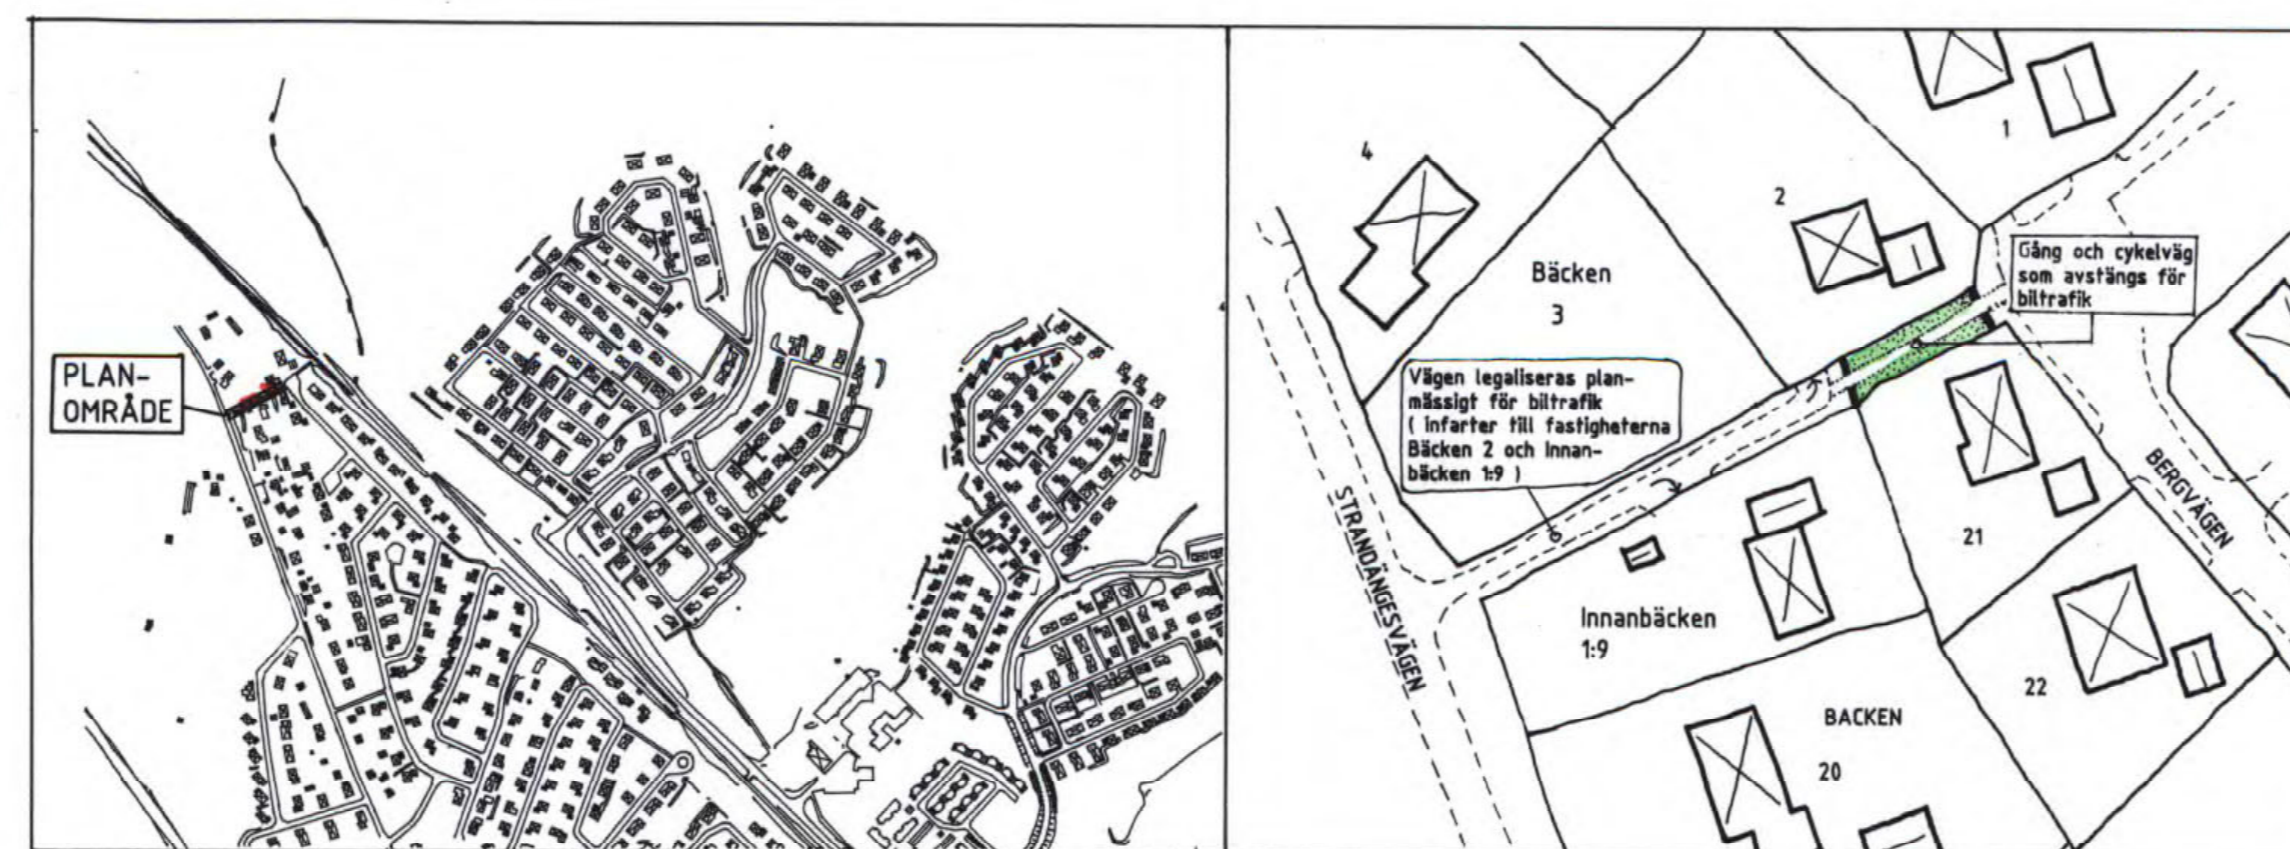 PLAN-
OMRÅDE
4
1
2
Bäcken
3
Gång och cykelväg
som avstängs för
biltrafik
Vägen legaliseras plan-
mässigt för biltrafik
( infarter till fastigheterna
Bäcken 2 och Innan-
bäcken 1:9 )
STRANDÄNGESVÄGEN
BERGVÄGEN
21
Innanbäcken
1:9
22
BACKEN
20